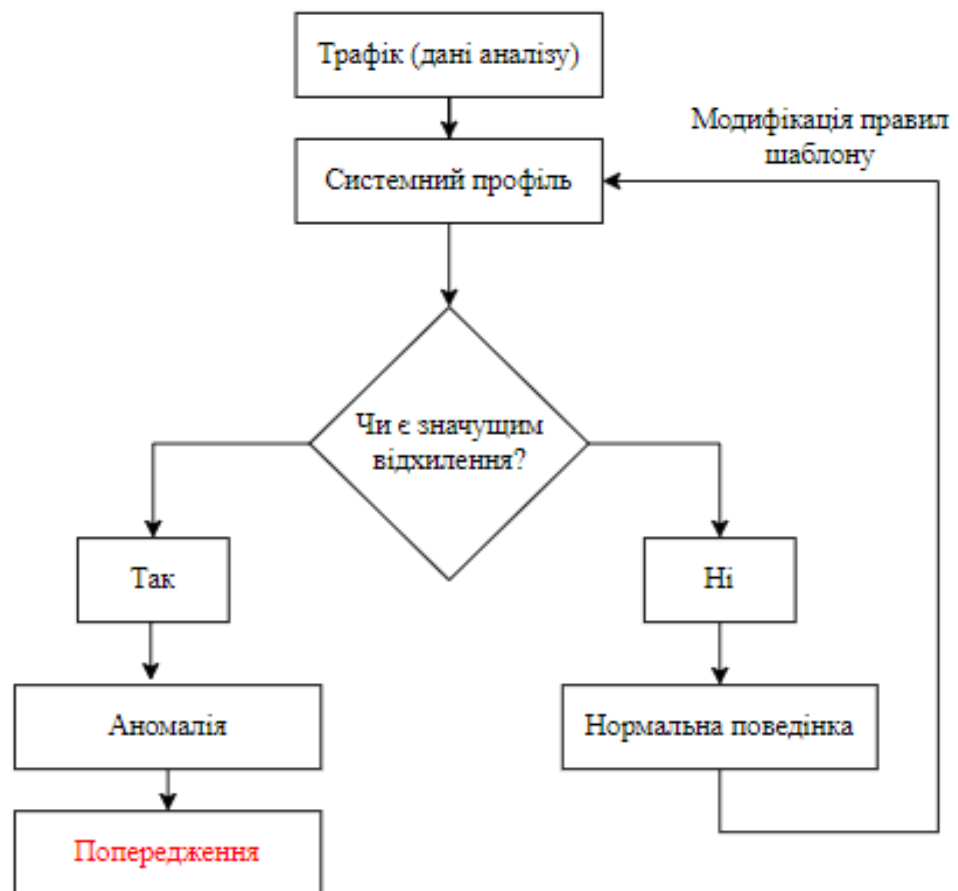 Трафік (дані аналізу)
Модифікація правил
шаблону
Системний профіль
Чи є значущим
відхилення?
Так
Ні
Аномалія
Нормальна поведінка
Попередження